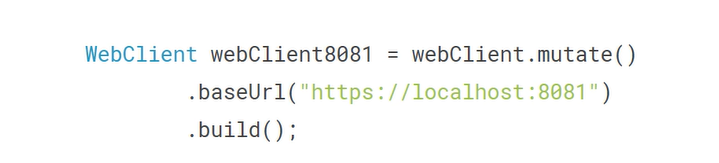 WebClient webClient8081 = webClient.mutate()
.baseUrl("https://localhost:8081")
.build();